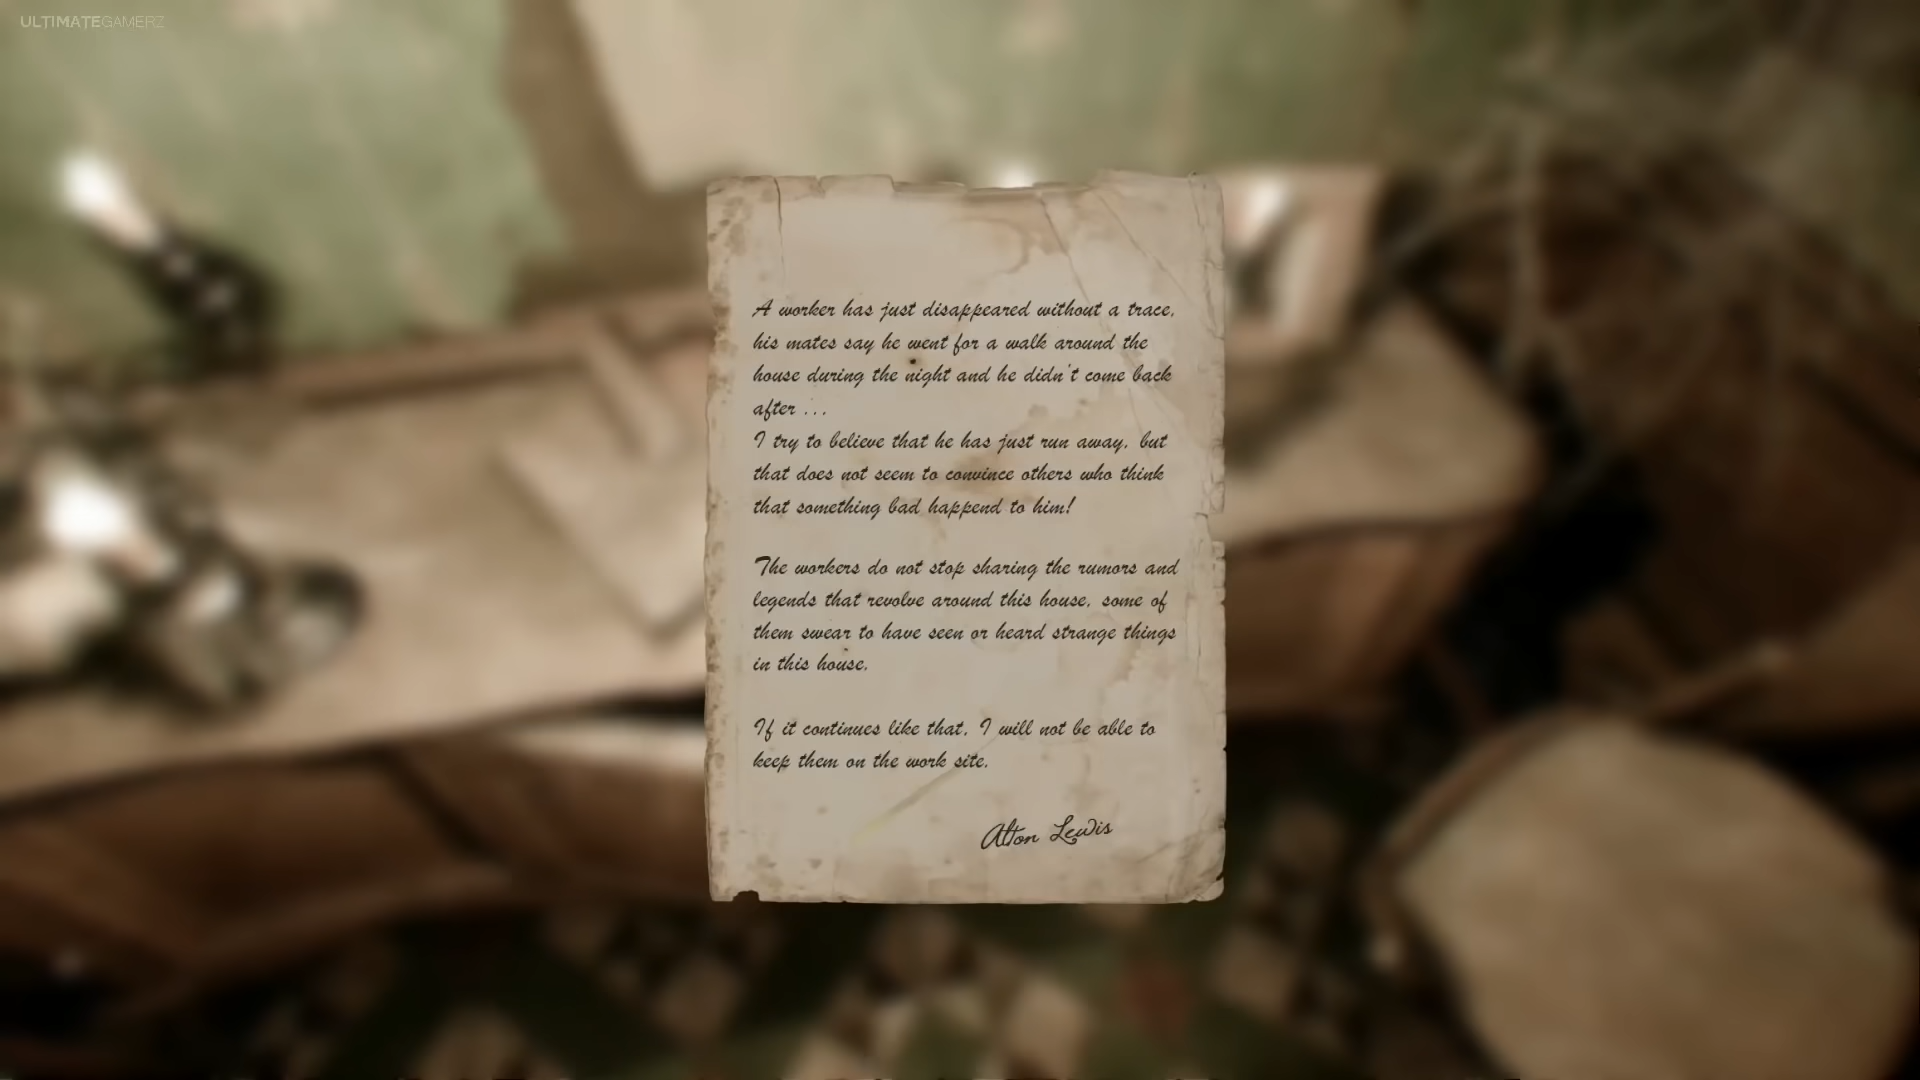 ULTIMATEGAMERZ
A worker has just disappeared without a trace,
his mates say he went for a walk around the
house during the night and he didn't come back
after ...
I try to believe that he has just run away, but
that does not seem to convince others who think
that something bad happend to him!
The workers do not stop sharing the rumors and
legends that revolve around this house, some of
them swear to have seen or heard strange things
in this house.
If it continues like that, I will not be able to
keep them on the work site.
Alton Lewis